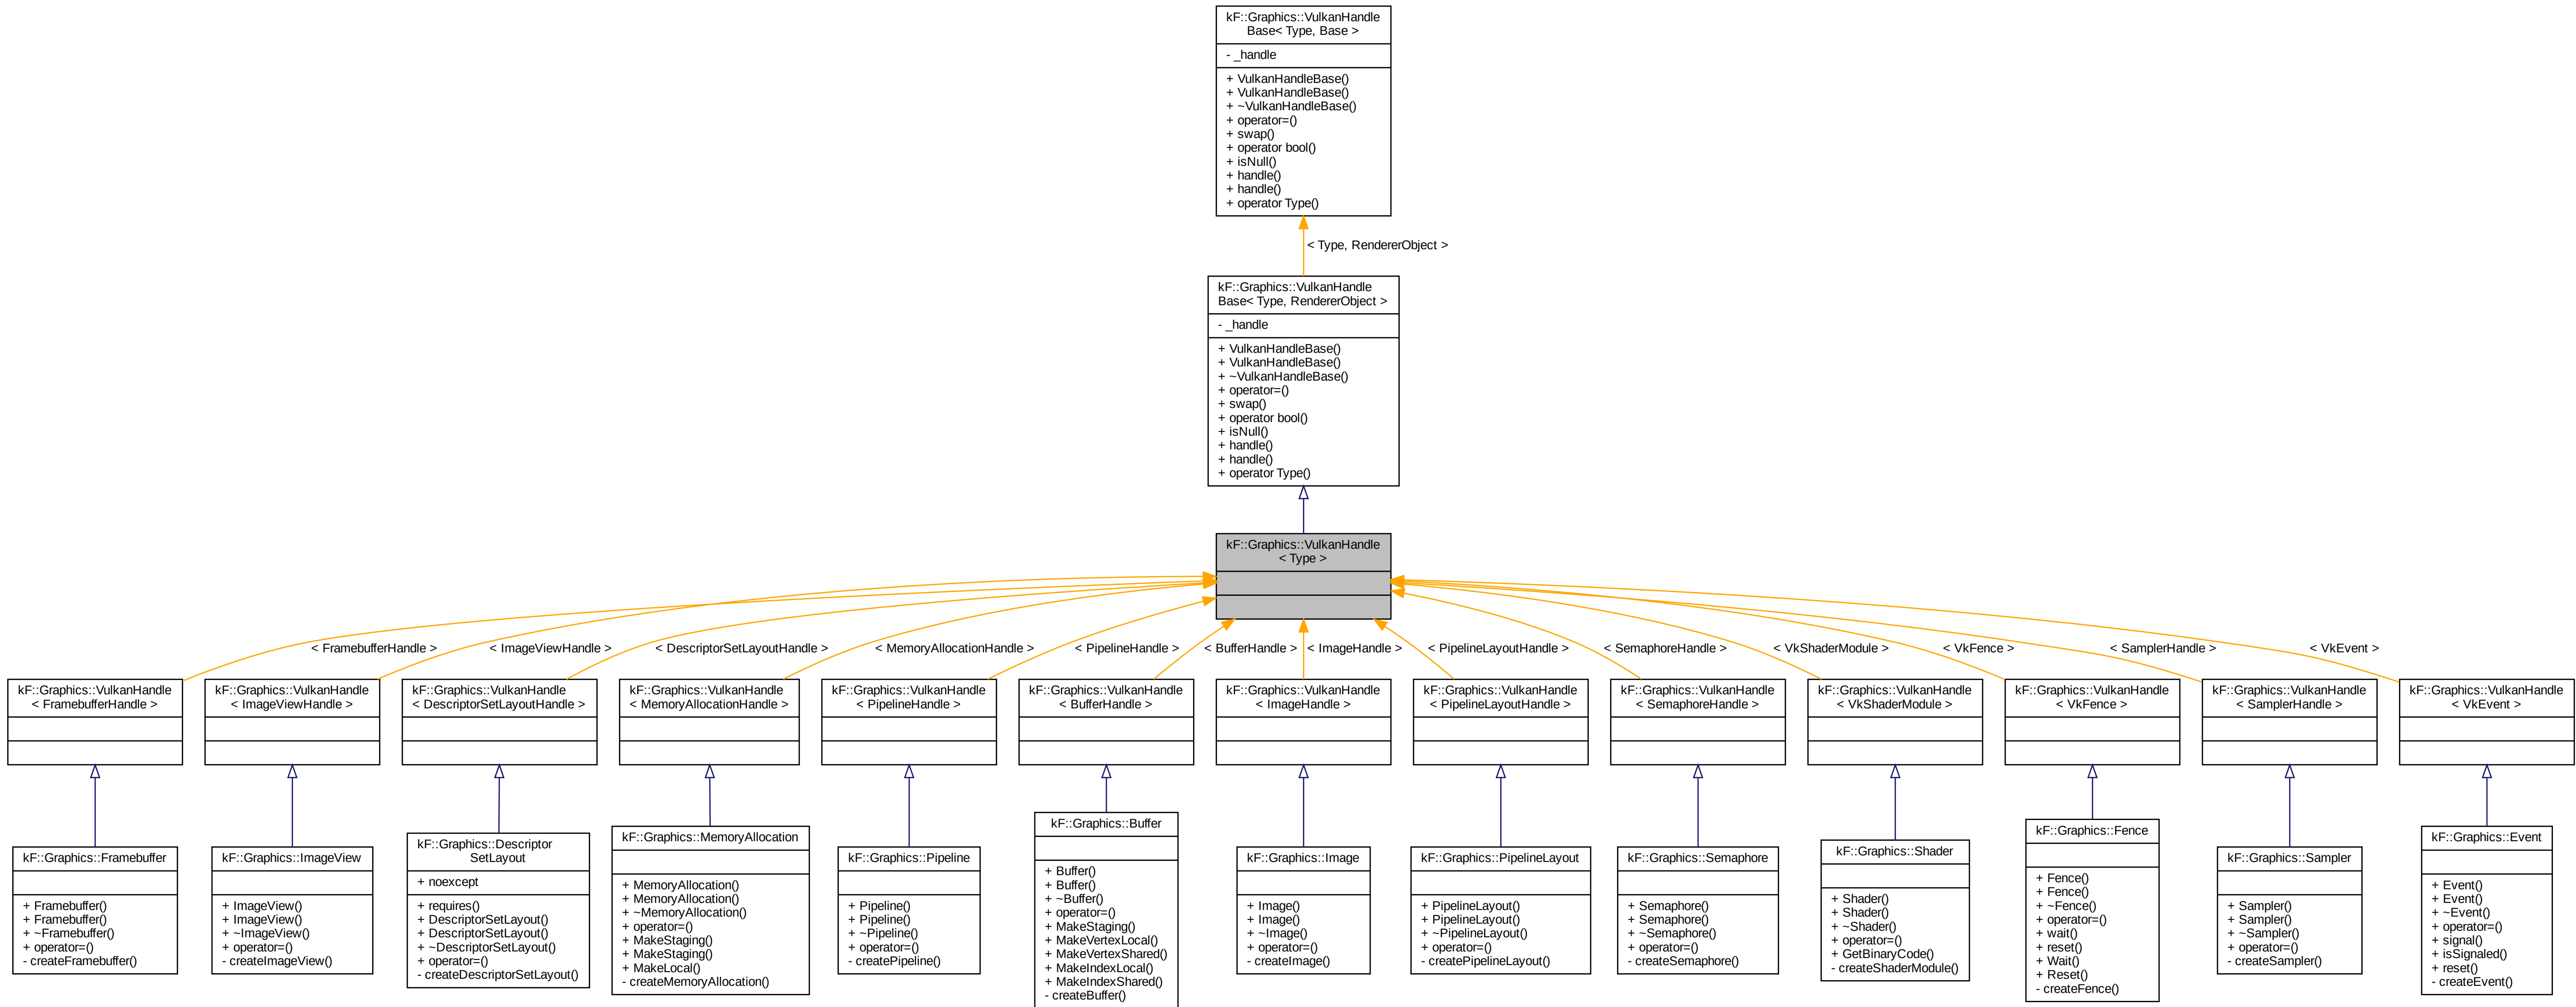 kF::Graphics::VulkanHandle
Base< Type, Base >
- _handle
+ VulkanHandleBase()
+ VulkanHandleBase()
+ ~VulkanHandleBase()
+ operator=()
+ swap()
+ operator bool()
+ isNull()
+ handle()
+ handle()
+ operator Type()
< Type, RendererObject >
kF::Graphics::VulkanHandle
Base< Type, RendererObject >
- _handle
+ VulkanHandleBase()
+ VulkanHandleBase()
+ ~VulkanHandleBase()
+ operator=()
+ swap()
+ operator bool()
+ isNull()
+ handle()
+ handle()
+ operator Type()
kF::Graphics::VulkanHandle
< Type >
< FramebufferHandle >
< ImageViewHandle >
< DescriptorSetLayoutHandle >
< MemoryAllocationHandle >
< PipelineHandle >
< BufferHandle >
< ImageHandle >
< PipelineLayoutHandle >
< SemaphoreHandle >
< VkShaderModule >
< VkFence >
< SamplerHandle >
< VkEvent >
kF::Graphics::VulkanHandle
< FramebufferHandle >
kF::Graphics::VulkanHandle
< ImageViewHandle >
kF::Graphics::VulkanHandle
< DescriptorSetLayoutHandle >
kF::Graphics::VulkanHandle
< MemoryAllocationHandle >
kF::Graphics::VulkanHandle
< PipelineHandle >
kF::Graphics::VulkanHandle
< BufferHandle >
kF::Graphics::VulkanHandle
< ImageHandle >
kF::Graphics::VulkanHandle
< PipelineLayoutHandle >
kF::Graphics::VulkanHandle
< SemaphoreHandle >
kF::Graphics::VulkanHandle
< VkShaderModule >
kF::Graphics::VulkanHandle
< VkFence >
kF::Graphics::VulkanHandle
< SamplerHandle >
kF::Graphics::VulkanHandle
< VkEvent >
kF::Graphics::Framebuffer
+ Framebuffer()
+ Framebuffer()
+ ~Framebuffer()
+ operator=()
- createFramebuffer()
kF::Graphics::ImageView
+ ImageView()
+ ImageView()
+ ~ImageView()
+ operator=()
- createImageView()
kF::Graphics::Descriptor
SetLayout
+ noexcept
+ requires()
+ DescriptorSetLayout()
+ DescriptorSetLayout()
+ ~DescriptorSetLayout()
+ operator=()
- createDescriptorSetLayout()
kF::Graphics::MemoryAllocation
+ MemoryAllocation()
+ MemoryAllocation()
+ ~MemoryAllocation()
+ operator=()
+ MakeStaging()
+ MakeStaging()
+ MakeLocal()
- createMemoryAllocation()
kF::Graphics::Pipeline
+ Pipeline()
+ Pipeline()
+ ~Pipeline()
+ operator=()
- createPipeline()
kF::Graphics::Buffer
+ Buffer()
+ Buffer()
+ ~Buffer()
+ operator=()
+ MakeStaging()
+ MakeVertexLocal()
+ MakeVertexShared()
+ MakeIndexLocal()
+ MakeIndexShared()
- createBuffer()
kF::Graphics::Image
+ Image()
+ Image()
+ ~Image()
+ operator=()
- createImage()
kF::Graphics::PipelineLayout
+ PipelineLayout()
+ PipelineLayout()
+ ~PipelineLayout()
+ operator=()
- createPipelineLayout()
kF::Graphics::Semaphore
+ Semaphore()
+ Semaphore()
+ ~Semaphore()
+ operator=()
- createSemaphore()
kF::Graphics::Shader
+ Shader()
+ Shader()
+ ~Shader()
+ operator=()
+ GetBinaryCode()
- createShaderModule()
kF::Graphics::Fence
+ Fence()
+ Fence()
+ ~Fence()
+ operator=()
+ wait()
+ reset()
+ Wait()
+ Reset()
- createFence()
kF::Graphics::Sampler
+ Sampler()
+ Sampler()
+ ~Sampler()
+ operator=()
- createSampler()
kF::Graphics::Event
+ Event()
+ Event()
+ ~Event()
+ operator=()
+ signal()
+ isSignaled()
+ reset()
- createEvent()